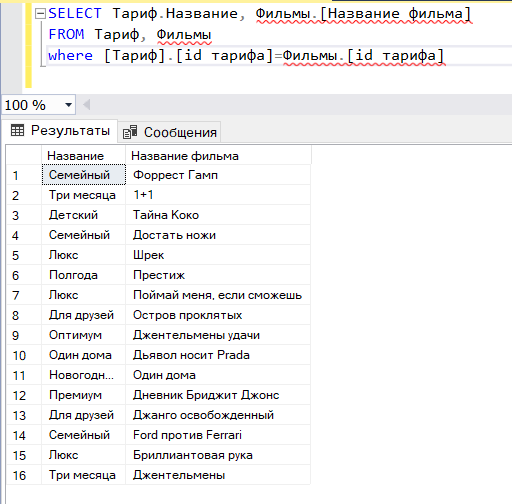 SELECT Тариф.Название, Фильмы.[Название фильма]
FROM Тариф, Фильмы
where [Тариф].[id тарифа]=Фильмы.[id тарифа]
100 %
Результаты Сообщения
Название Название фильма
1 Семейный Форрест Гамп
2 Три месяца 1+1
3 Детский Тайна Коко
4 Семейный Достать ножи
5 Люкс Шрек
6 Полгода Престиж
7 Люкс Поймай меня, если сможешь
8 Для друзей Остров проклятых
9 Оптимум Джентельмены удачи
10 Один дома Дьявол носит Prada
11 Новогодн... Один дома
12 Премиум Дневник Бриджит Джонс
13 Для друзей Джанго освобожденный
14 Семейный Ford против Ferrari
15 Люкс Бриллиантовая рука
16 Три месяца Джентельмены